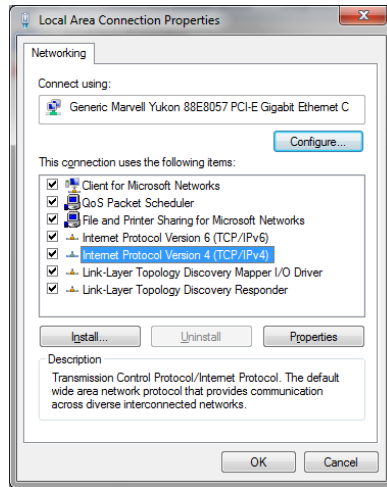 Local Area Connection Properties
Networking
Connect using:
Generic Marvell Yukon 88E8057 PCI-E Gigabit Ethernet C
Configure...
This connection uses the following items:
Client for Microsoft Networks
QoS Packet Scheduler
File and Printer Sharing for Microsoft Networks
Internet Protocol Version 6 (TCP/IPv6)
Internet Protocol Version 4 (TCP/IPv4)
Link-Layer Topology Discovery Mapper I/O Driver
Link-Layer Topology Discovery Responder
Install... Uninstall Properties
Description
Transmission Control Protocol/Internet Protocol. The default
wide area network protocol that provides communication
across diverse interconnected networks.
OK Cancel